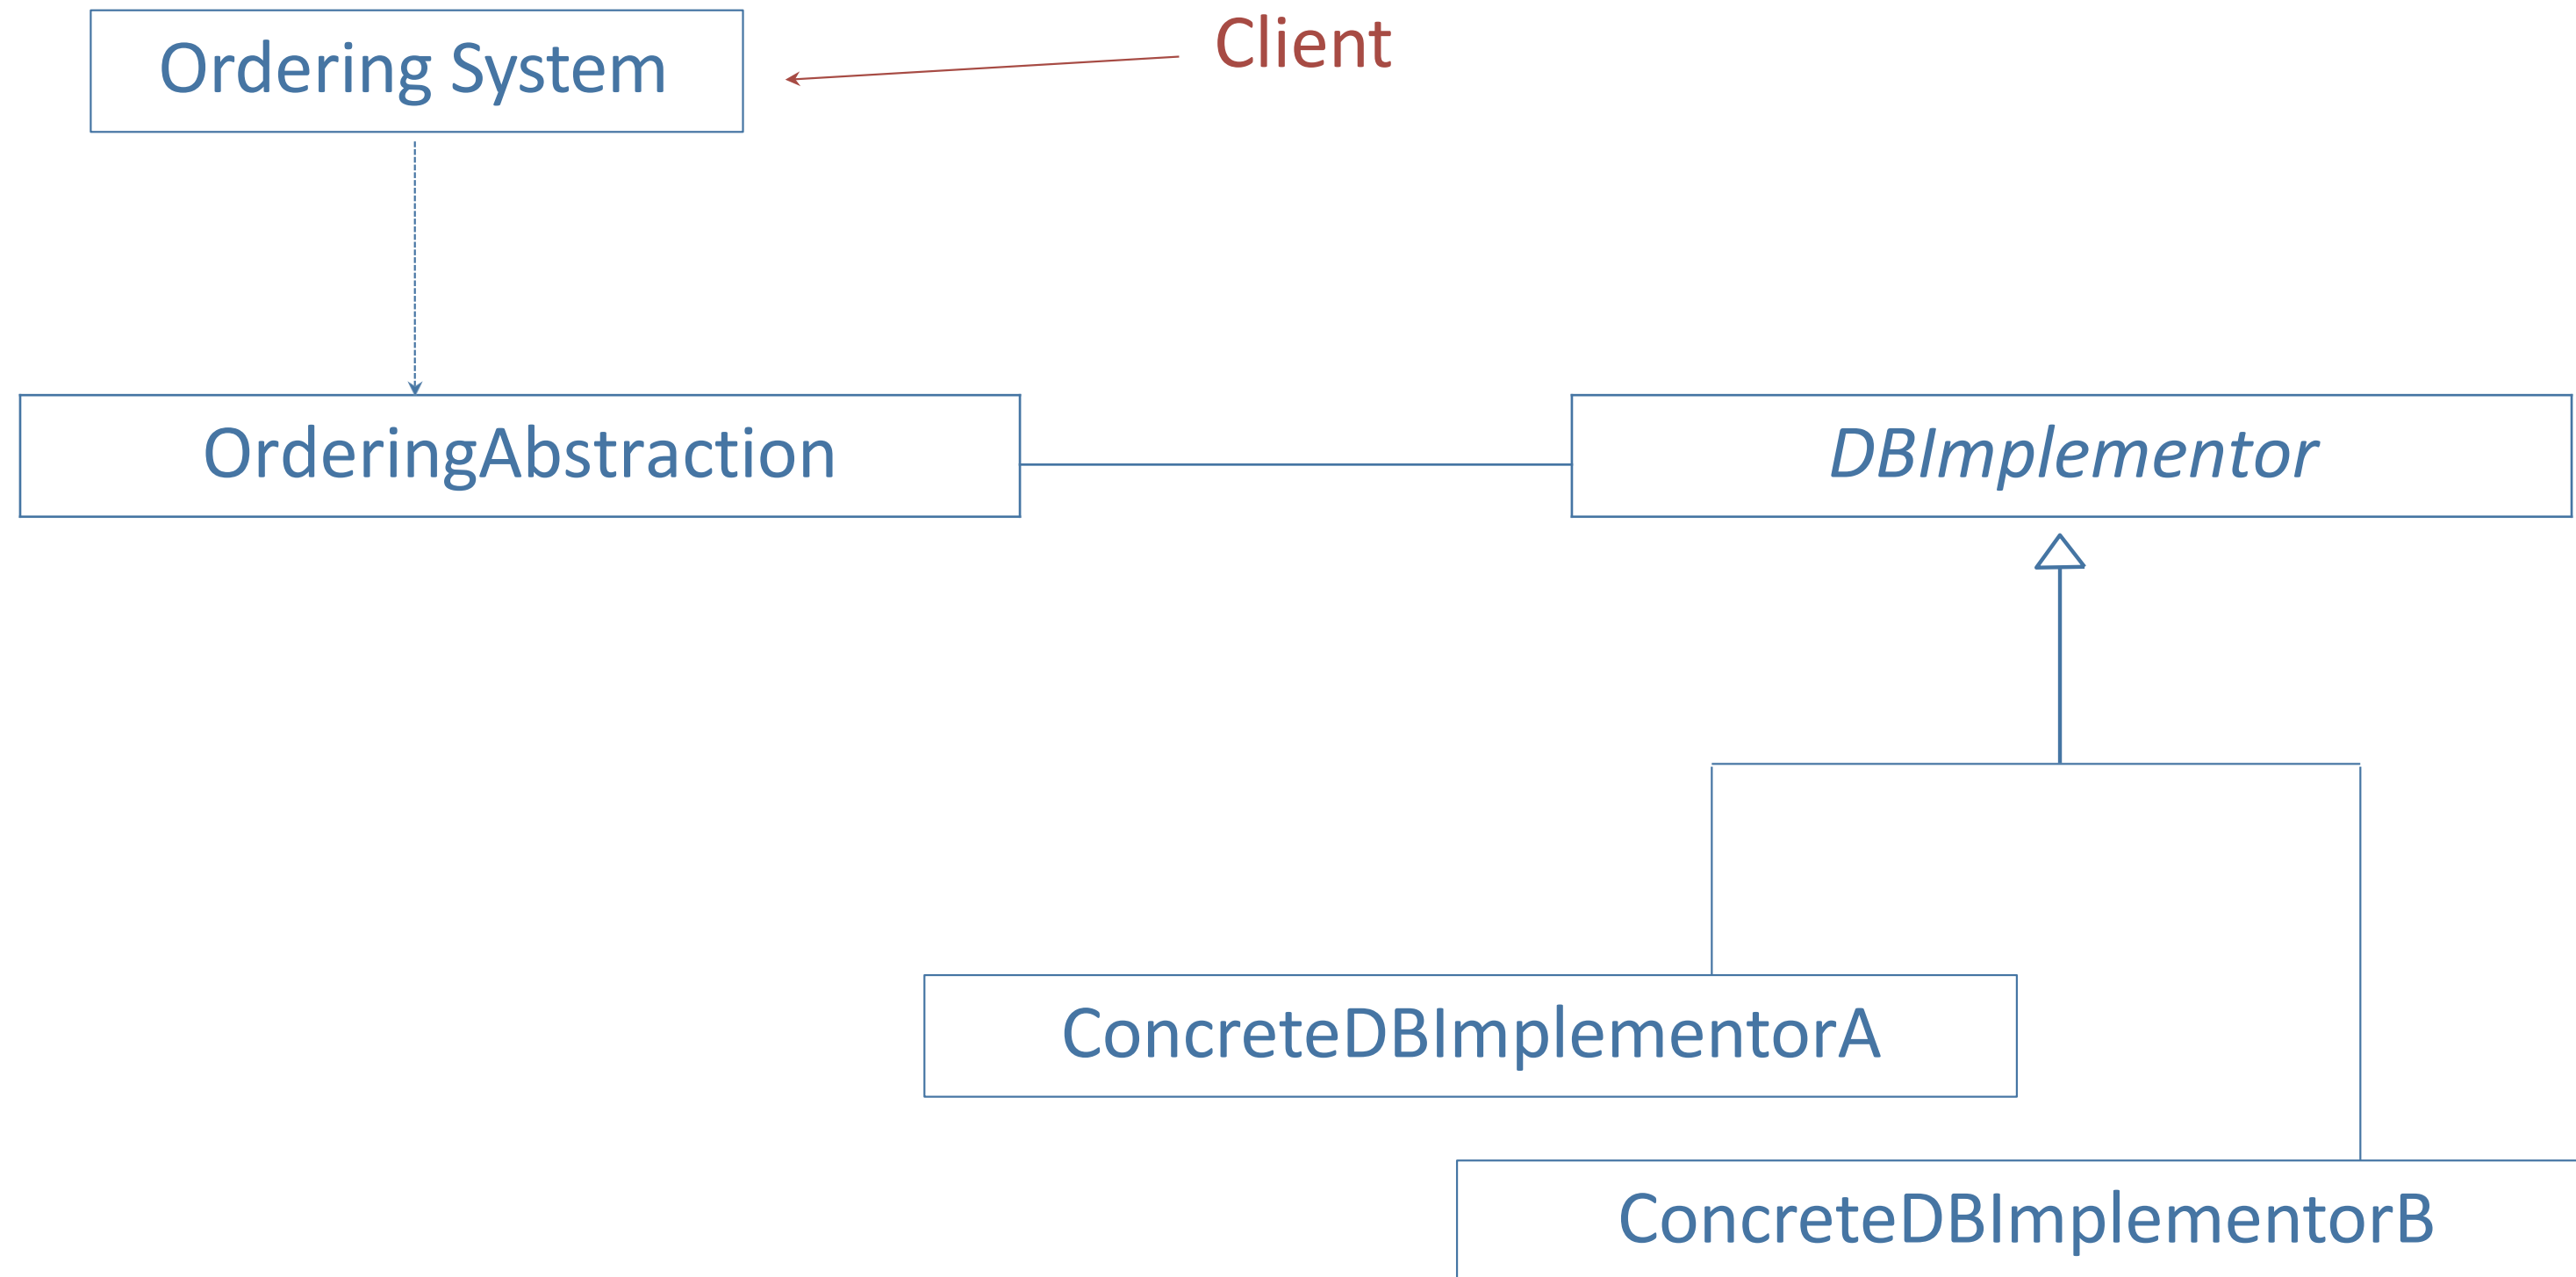 Ordering System
Client
OrderingAbstraction
DBImplementor
ConcreteDBImplementorA
ConcreteDBImplementorB